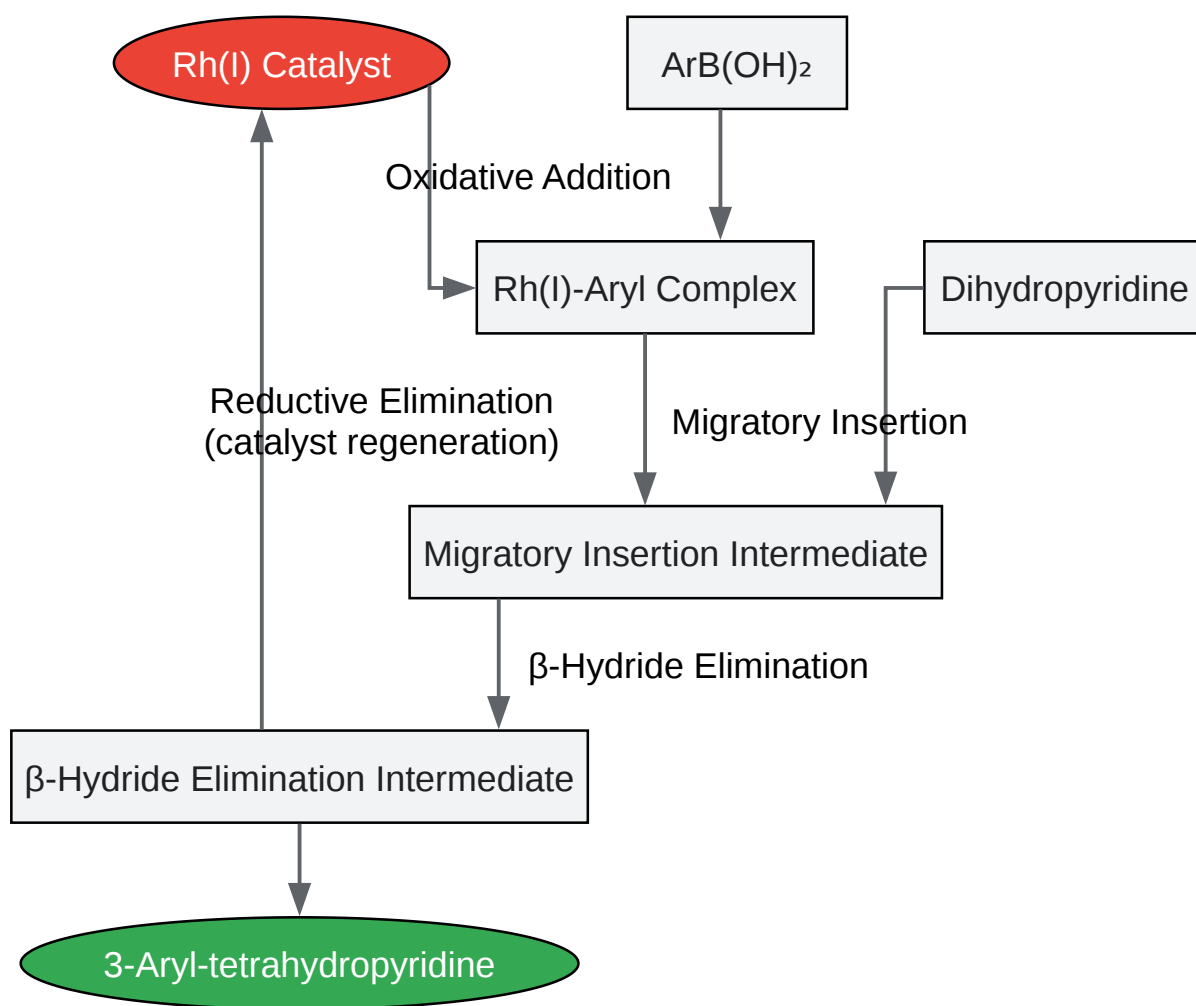 Rh(I) Catalyst
ArB(OH)₂
Oxidative Addition
Rh(I)-Aryl Complex
Dihydropyridine
Reductive Elimination
(catalyst regeneration)
Migratory Insertion
Migratory Insertion Intermediate
β-Hydride Elimination
β-Hydride Elimination Intermediate
3-Aryl-tetrahydropyridine